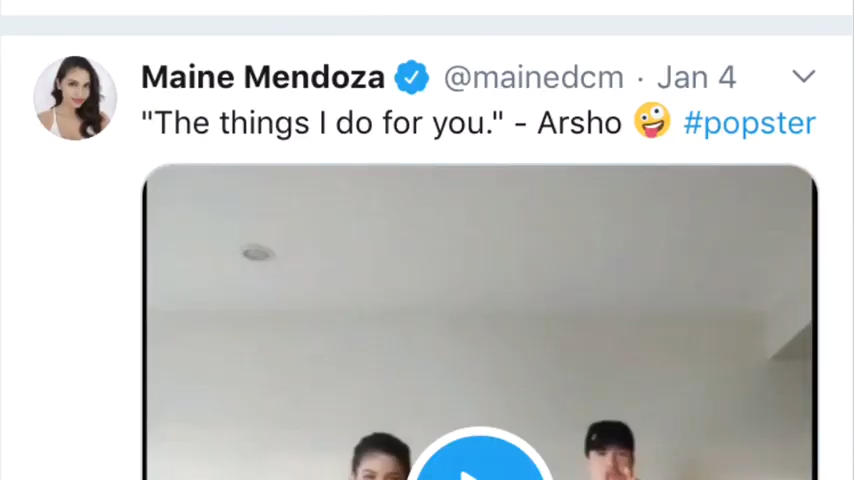 Maine Mendoza @mainedcm · Jan 4
"The things I do for you." - Arsho 🤪 #popster